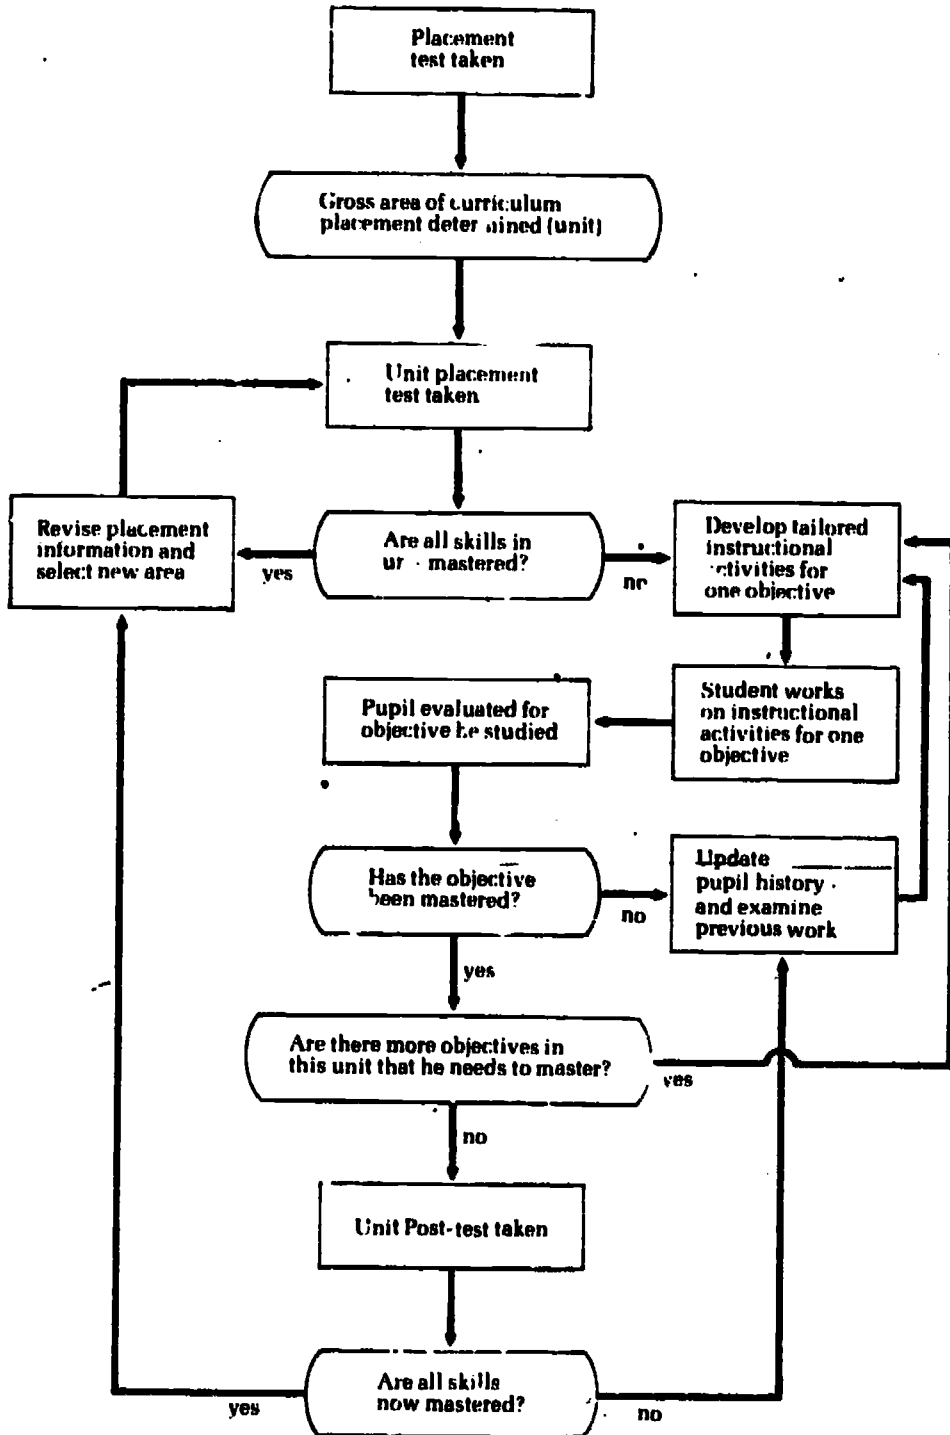 Placement
test taken
Gross area of curriculum
placement determined (unit)
Unit placement
test taken
Revise placement
information and
select new area
yes
Are all skills in
mastered?
no
Develop tailored
instructional
activities for
one objective
Pupil evaluated for
objective he studied
Student works
on instructional
activities for one
objective
Has the objective
been mastered?
no
Update
pupil history
and examine
previous work
yes
Are there more objectives in
this unit that he needs to master?
yes
no
Unit Post-test taken
Are all skills
now mastered?
yes
no